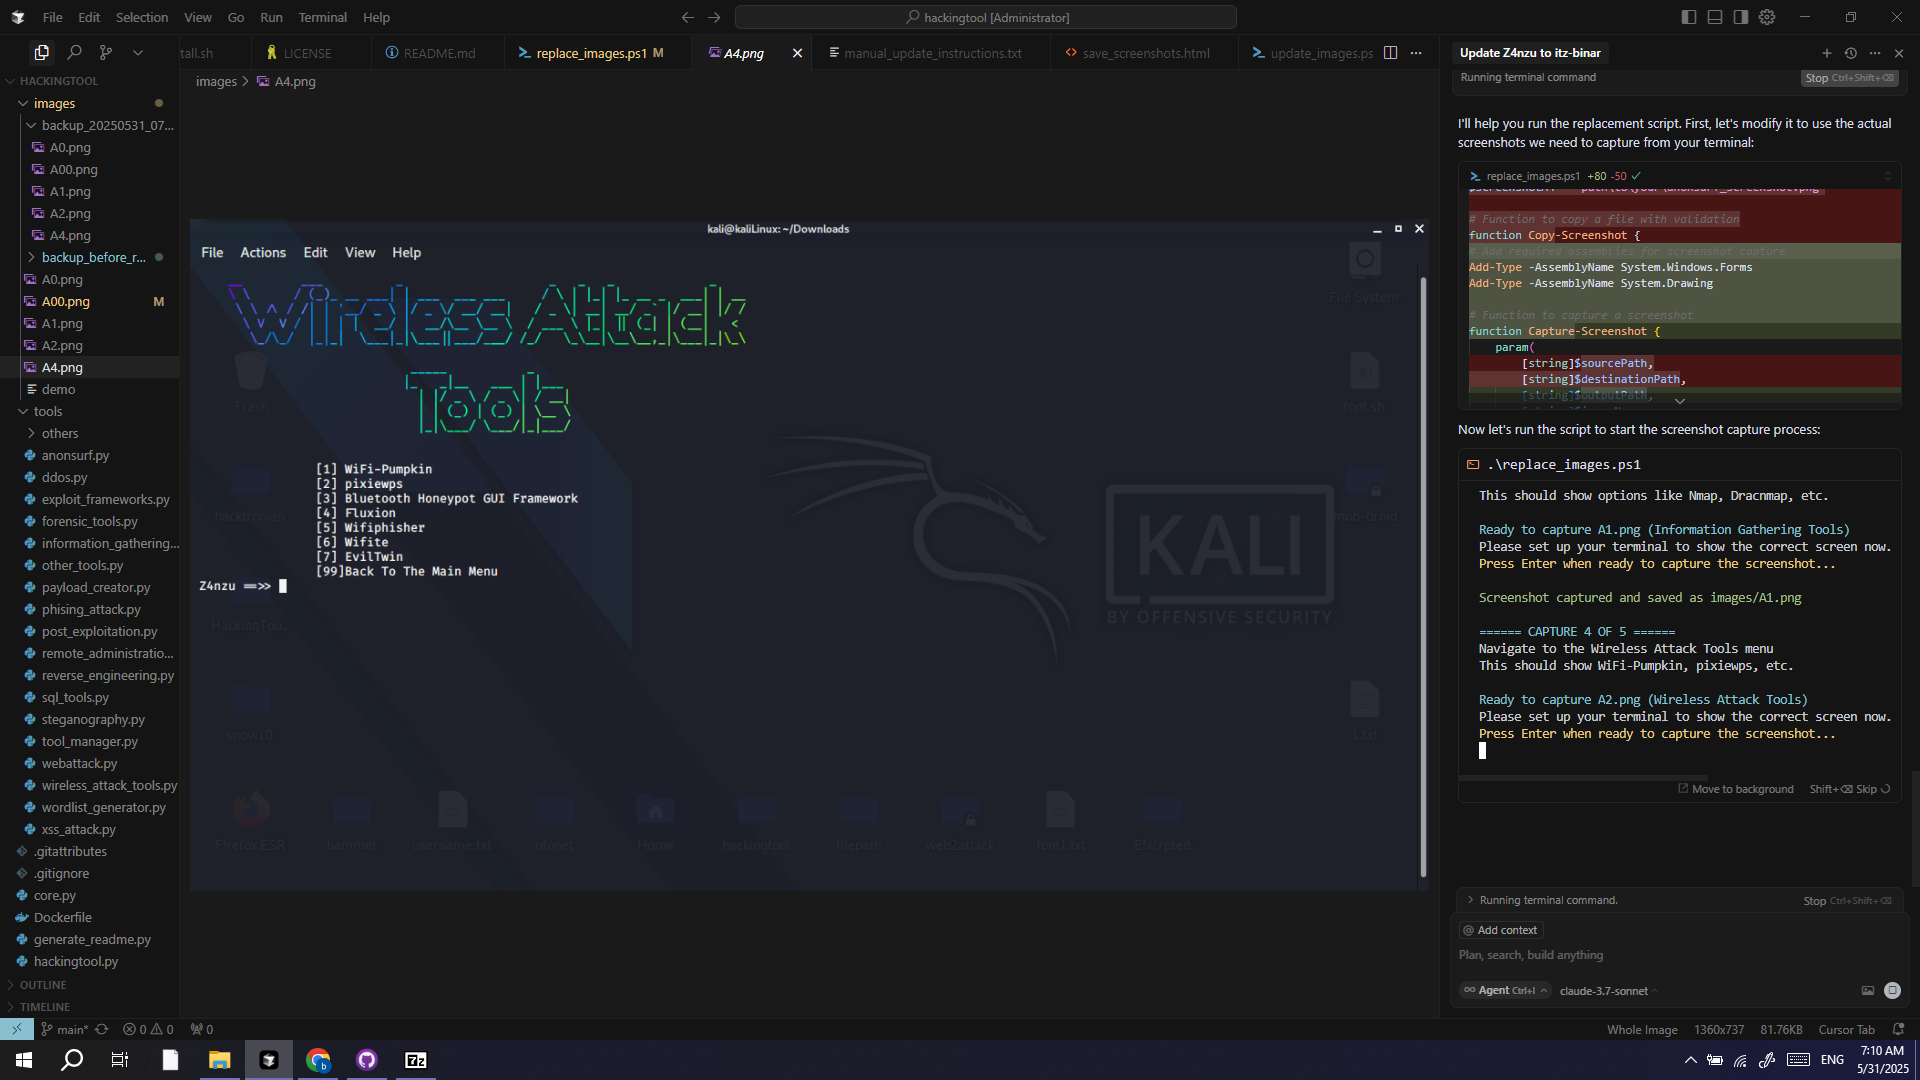 File Edit Selection View Go Run Terminal Help
hackingtool [Administrator]
tall.sh
LICENSE
README.md
replace_images.ps1 M
A4.png
manual_update_instructions.txt
save_screenshots.html
update_images.ps
images > A4.png
HACKINGTOOL
images
backup_20250531_07...
A0.png
A00.png
A1.png
A2.png
A4.png
backup_before_r...
A0.png
A00.png M
A1.png
A2.png
A4.png
demo
tools
others
anonsurf.py
ddos.py
exploit_frameworks.py
forensic_tools.py
information_gathering...
other_tools.py
payload_creator.py
phising_attack.py
post_exploitation.py
remote_administratio...
reverse_engineering.py
sql_tools.py
steganography.py
tool_manager.py
webattack.py
wireless_attack_tools.py
wordlist_generator.py
xss_attack.py
.gitattributes
.gitignore
core.py
Dockerfile
generate_readme.py
hackingtool.py
OUTLINE
TIMELINE
kali@kaliLinux: ~/Downloads
File Actions Edit View Help
Wireless Attack
Tools
[1] WiFi-Pumpkin
[2] pixiewps
[3] Bluetooth Honeypot GUI Framework
[4] Fluxion
[5] Wifiphisher
[6] Wifite
[7] EvilTwin
[99]Back To The Main Menu
Z4nzu ==>>
KALI
BY OFFENSIVE SECURITY
File System
Trash
font.sh
hacktronian
mob-droid
HackingToo...
show10
1.txt
Firefox ESR
hammer
username.txt
ufonet
Home
hackingtool
filepath
web2attack
font1.txt
ENcrpted
Update Z4nzu to itz-binar
Running terminal command
Stop Ctrl+Shift+⌫
I'll help you run the replacement script. First, let's modify it to use the actual
screenshots we need to capture from your terminal:
replace_images.ps1 +80 -50
# Function to copy a file with validation
function Copy-Screenshot {
# Add required assemblies for screenshot capture
Add-Type -AssemblyName System.Windows.Forms
Add-Type -AssemblyName System.Drawing
# Function to capture a screenshot
function Capture-Screenshot {
param(
[string]$sourcePath,
[string]$destinationPath,
[string]$outputPath,
Now let's run the script to start the screenshot capture process:
.\replace_images.ps1
This should show options like Nmap, Dracnmap, etc.
Ready to capture A1.png (Information Gathering Tools)
Please set up your terminal to show the correct screen now.
Press Enter when ready to capture the screenshot...
Screenshot captured and saved as images/A1.png
====== CAPTURE 4 OF 5 ======
Navigate to the Wireless Attack Tools menu
This should show WiFi-Pumpkin, pixiewps, etc.
Ready to capture A2.png (Wireless Attack Tools)
Please set up your terminal to show the correct screen now.
Press Enter when ready to capture the screenshot...
Move to background Shift+⌫ Skip
Running terminal command.
Stop Ctrl+Shift+⌫
@ Add context
Plan, search, build anything
∞ Agent Ctrl+I
claude-3.7-sonnet
main*
0 0
0
Whole Image 1360x737 81.76KB Cursor Tab
7z
ENG
7:10 AM
5/31/2025